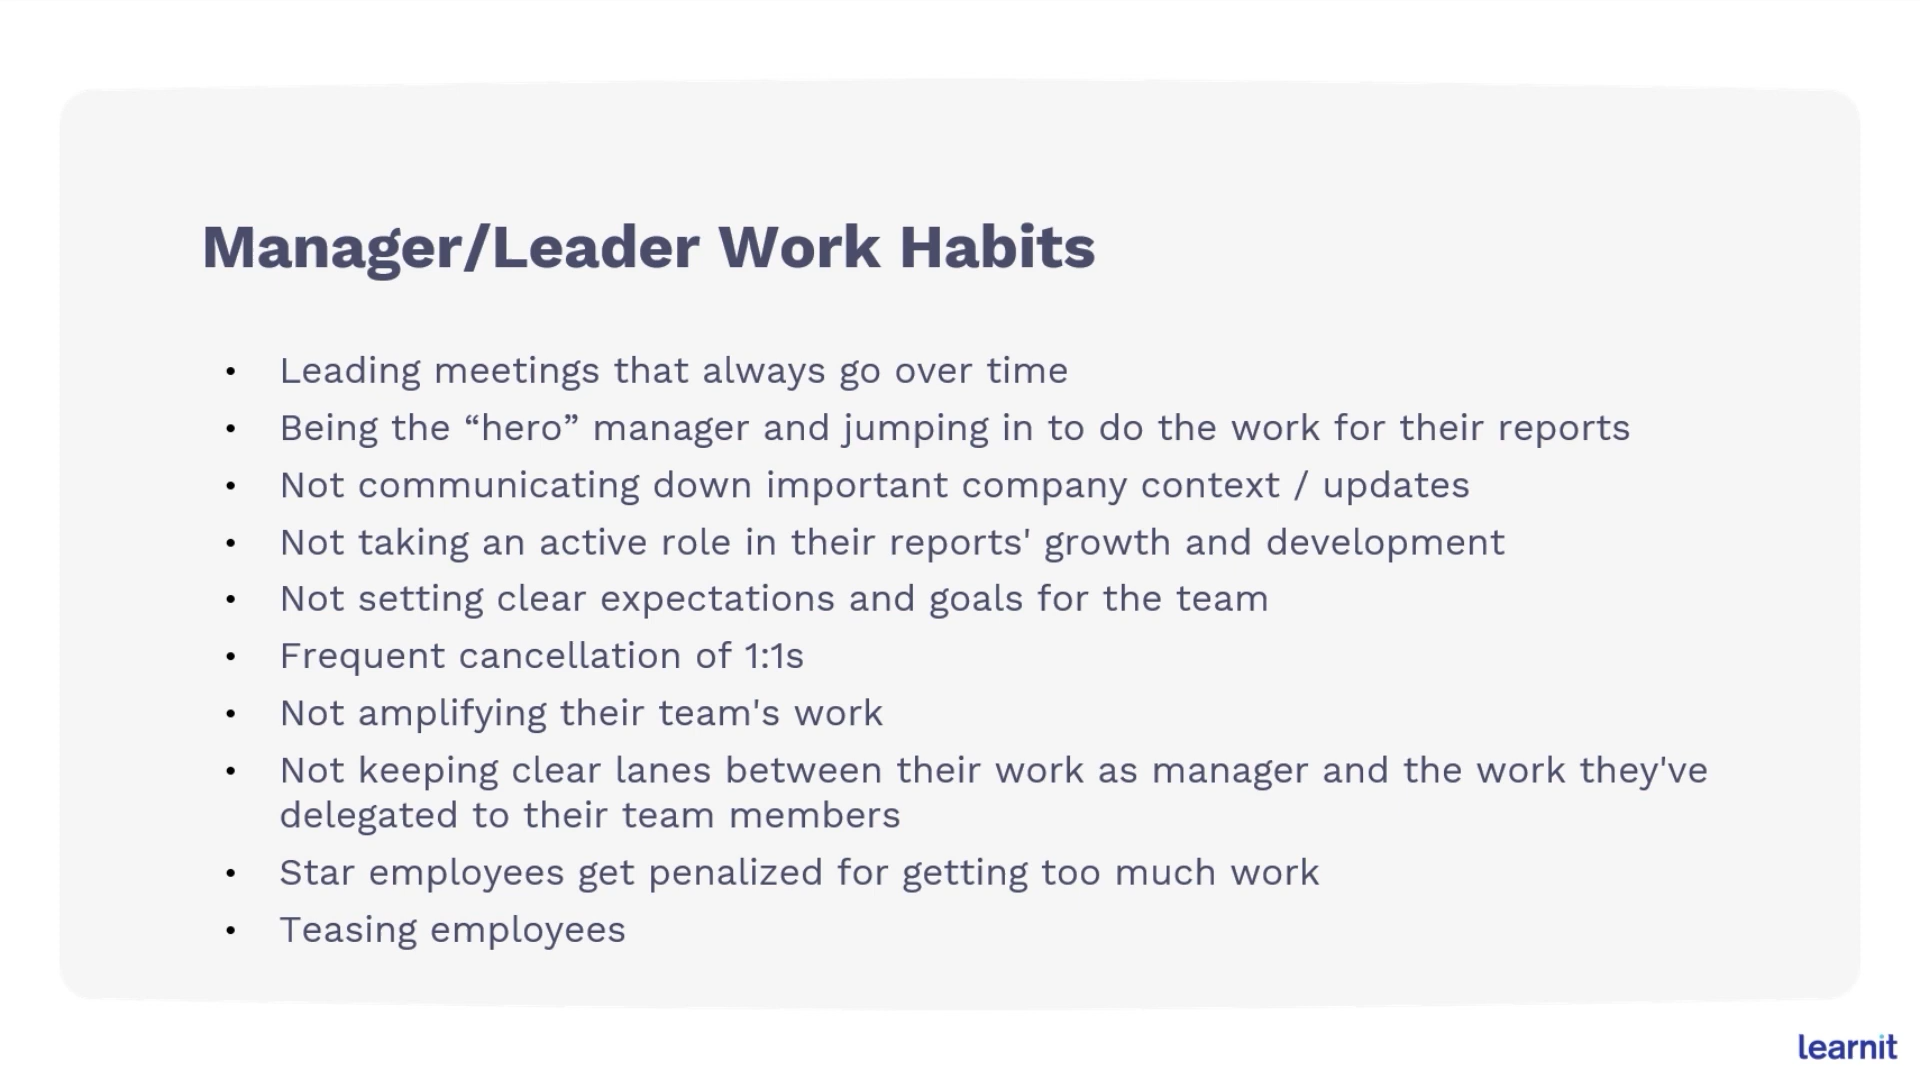 Manager/Leader Work Habits
• Leading meetings that always go over time
• Being the “hero” manager and jumping in to do the work for their reports
• Not communicating down important company context / updates
• Not taking an active role in their reports' growth and development
• Not setting clear expectations and goals for the team
• Frequent cancellation of 1:1s
• Not amplifying their team's work
• Not keeping clear lanes between their work as manager and the work they've
delegated to their team members
• Star employees get penalized for getting too much work
• Teasing employees
learnit